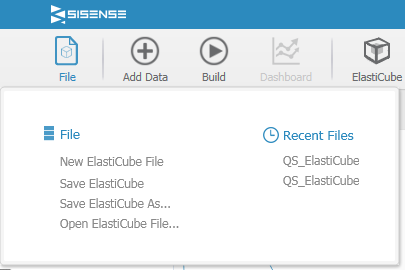 SISENSE
File
Add Data
Build
Dashboard
ElastiCube
File
New ElastiCube File
Save ElastiCube
Save ElastiCube As...
Open ElastiCube File...
Recent Files
QS_ElastiCube
QS_ElastiCube